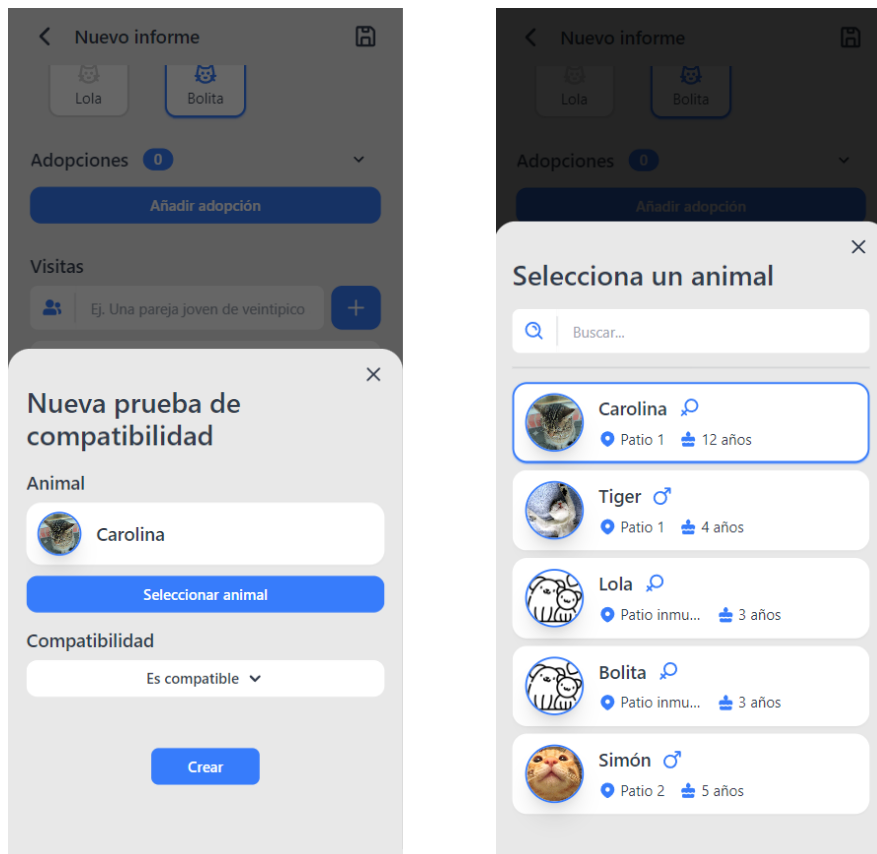 Nuevo informe
Lola
Bolita
Adopciones 0
Añadir adopción
Visitas
Ej. Una pareja joven de veintipico
Nueva prueba de
compatibilidad
Animal
Carolina
Seleccionar animal
Compatibilidad
Es compatible
Crear
Nuevo informe
Lola
Bolita
Adopciones 0
Añadir adopción
Selecciona un animal
Buscar...
Carolina
Patio 1 12 años
Tiger
Patio 1 4 años
Lola
Patio inmu... 3 años
Bolita
Patio inmu... 3 años
Simón
Patio 2 5 años